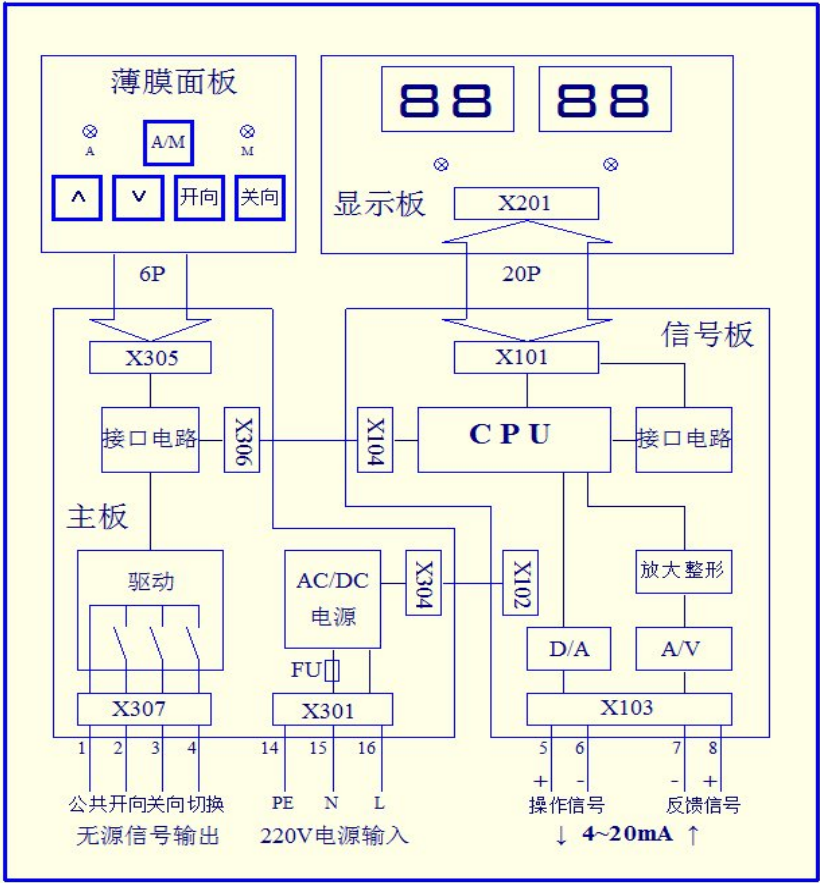 薄膜面板
A
A/M
M
∧
∨
开向
关向
88 88
显示板
X201
6P
20P
信号板
X305
X101
接口电路
X306
X104
CPU
接口电路
主板
驱动
AC/DC
电源
X304
X102
放大整形
FU
D/A
A/V
X307
X301
X103
1 2 3 4 14 15 16 5 6 7 8
+ - - +
公共 开向 关向 切换 PE N L 操作信号 反馈信号
无源信号输出 220V电源输入 ↓ 4~20mA ↑